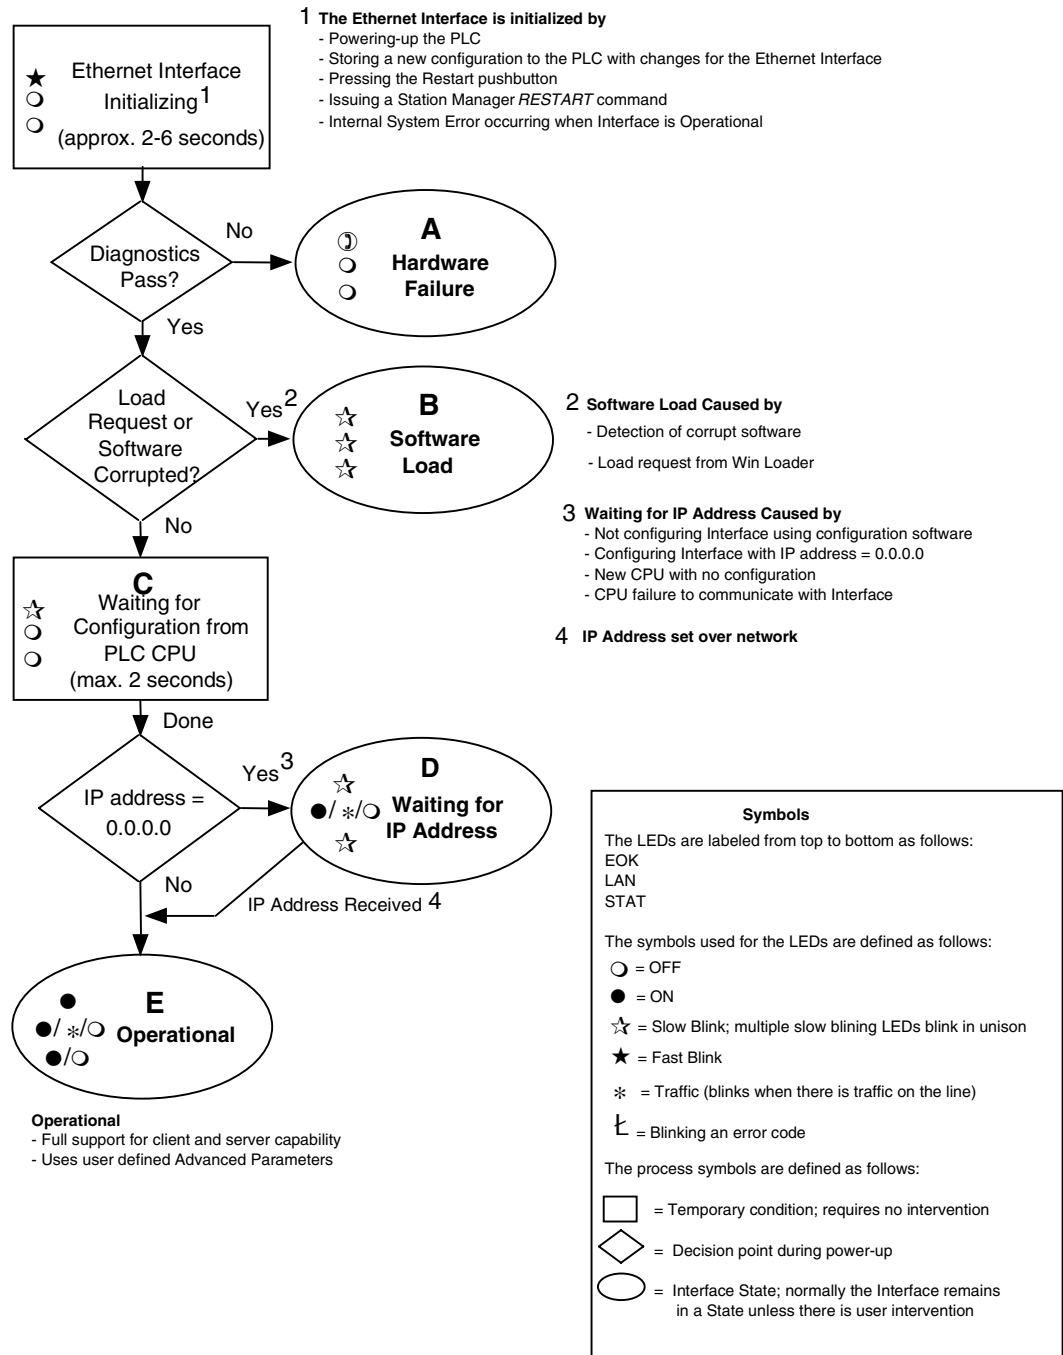 1 The Ethernet Interface is initialized by
- Powering-up the PLC
- Storing a new configuration to the PLC with changes for the Ethernet Interface
- Pressing the Restart pushbutton
- Issuing a Station Manager RESTART command
- Internal System Error occurring when Interface is Operational
★ Ethernet Interface
❍ Initializing 1
❍ (approx. 2-6 seconds)
Diagnostics
Pass?
No
A
Hardware
Failure
Yes
Load
Request or
Software
Corrupted?
Yes 2
B
Software
Load
2 Software Load Caused by
- Detection of corrupt software
- Load request from Win Loader
No
3 Waiting for IP Address Caused by
- Not configuring Interface using configuration software
- Configuring Interface with IP address = 0.0.0.0
- New CPU with no configuration
- CPU failure to communicate with Interface
4 IP Address set over network
C
Waiting for
Configuration from
PLC CPU
(max. 2 seconds)
Done
IP address =
0.0.0.0
Yes 3
D
●/ *​/❍ Waiting for
IP Address
No
IP Address Received 4
E
●/ *​/❍ Operational
●/❍
Operational
- Full support for client and server capability
- Uses user defined Advanced Parameters
Symbols
The LEDs are labeled from top to bottom as follows:
EOK
LAN
STAT
The symbols used for the LEDs are defined as follows:
❍ = OFF
● = ON
☆ = Slow Blink; multiple slow blining LEDs blink in unison
★ = Fast Blink
* = Traffic (blinks when there is traffic on the line)
Ł = Blinking an error code
The process symbols are defined as follows:
= Temporary condition; requires no intervention
= Decision point during power-up
= Interface State; normally the Interface remains
in a State unless there is user intervention